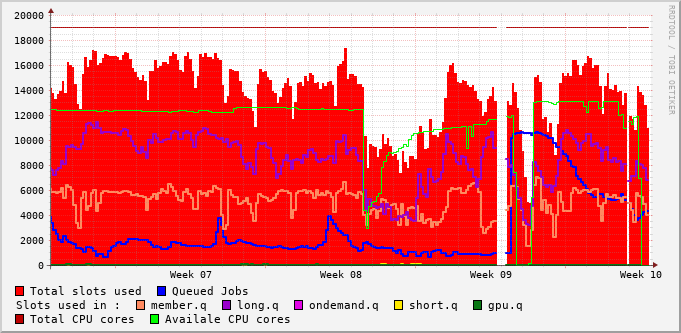 20000
18000
16000
14000
12000
10000
8000
6000
4000
2000
0
Week 07 Week 08 Week 09 Week 10
RRDTOOL / TOBI OETIKER
Total slots used Queued Jobs
Slots used in : member.q long.q ondemand.q short.q gpu.q
Total CPU cores Availale CPU cores